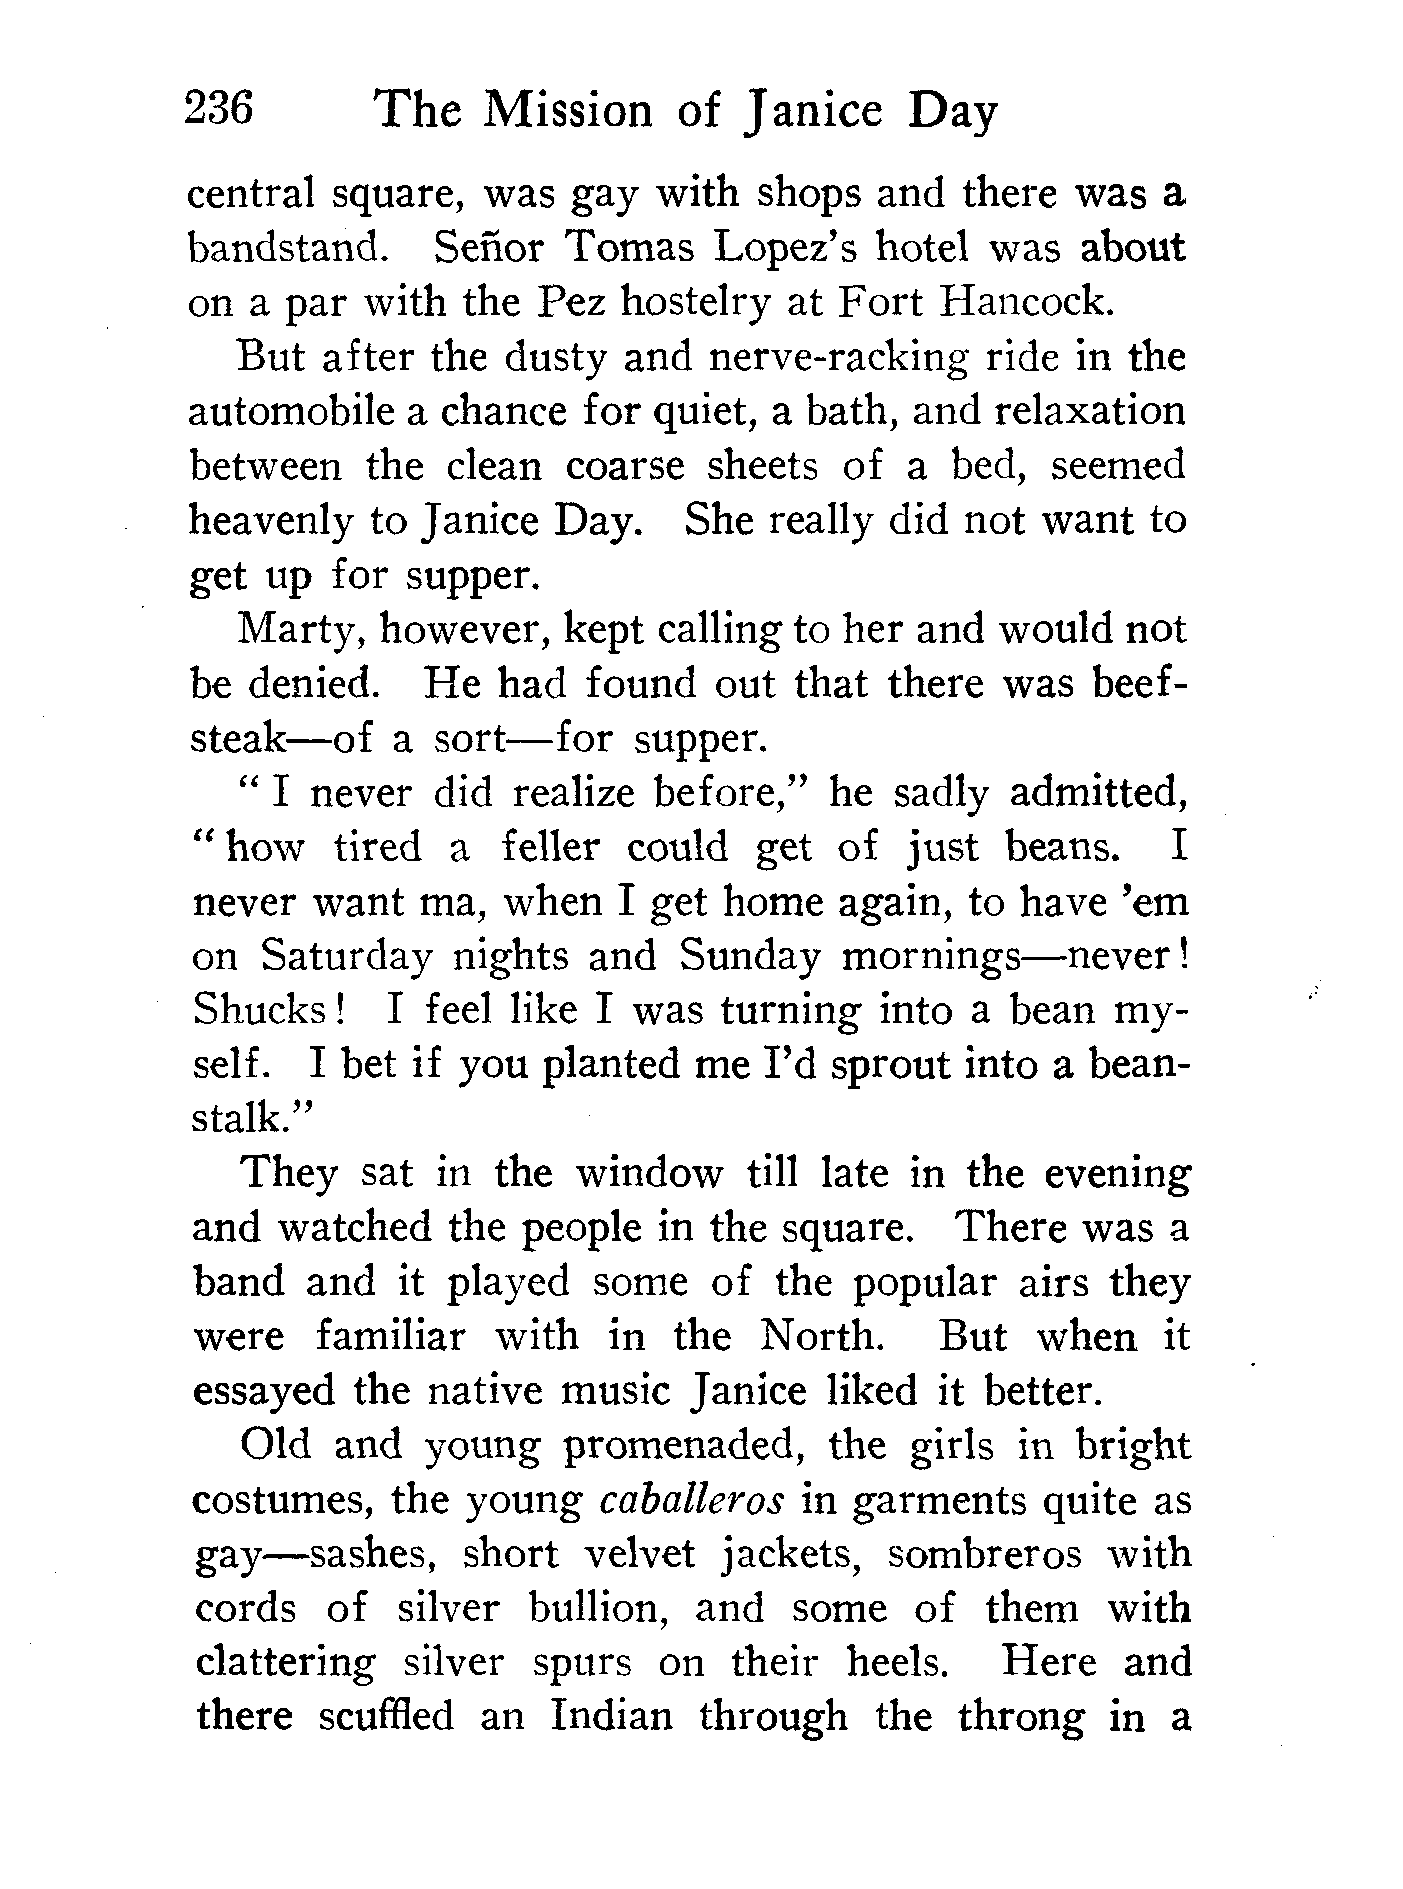 236 The Mission of Janice Day
central square, was gay with shops and there was a
bandstand. Señor Tomas Lopez's hotel was about
on a par with the Pez hostelry at Fort Hancock.
But after the dusty and nerve-racking ride in the
automobile a chance for quiet, a bath, and relaxation
between the clean coarse sheets of a bed, seemed
heavenly to Janice Day. She really did not want to
get up for supper.
Marty, however, kept calling to her and would not
be denied. He had found out that there was beef-
steak—of a sort—for supper.
" I never did realize before," he sadly admitted,
" how tired a feller could get of just beans. I
never want ma, when I get home again, to have 'em
on Saturday nights and Sunday mornings—never!
Shucks! I feel like I was turning into a bean my-
self. I bet if you planted me I'd sprout into a bean-
stalk."
They sat in the window till late in the evening
and watched the people in the square. There was a
band and it played some of the popular airs they
were familiar with in the North. But when it
essayed the native music Janice liked it better.
Old and young promenaded, the girls in bright
costumes, the young caballeros in garments quite as
gay—sashes, short velvet jackets, sombreros with
cords of silver bullion, and some of them with
clattering silver spurs on their heels. Here and
there scuffled an Indian through the throng in a